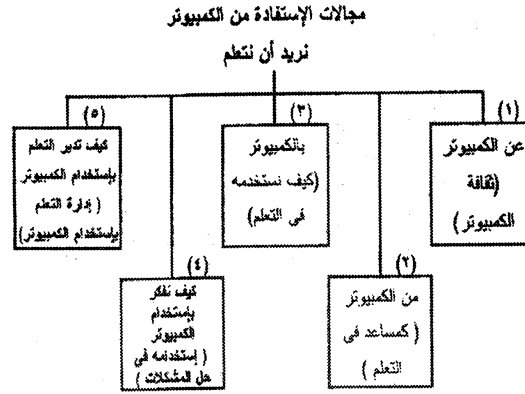 مجالات الإستفادة من الكمبيوتر
نريد أن نتعلم
(١)
عن الكمبيوتر
(ثقافة
الكمبيوتر)
(٢)
من الكمبيوتر
( كمساعد فى
التعلم )
(٣)
بالكمبيوتر
(كيف نستخدمه
فى التعلم)
(٤)
كيف نفكر
بإستخدام
الكمبيوتر
( إستخدامه فى
حل المشكلات )
(٥)
كيف تدير التعلم
بإستخدام الكمبيوتر
( إدارة التعلم
بإستخدام الكمبيوتر)